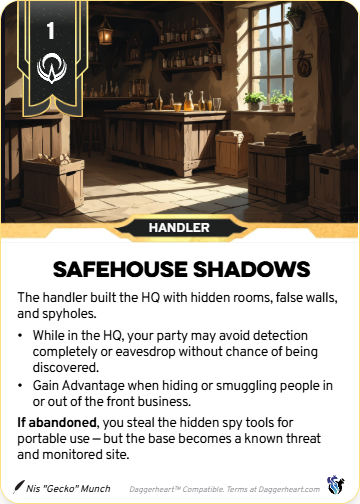 1
HANDLER
SAFEHOUSE SHADOWS
The handler built the HQ with hidden rooms, false walls,
and spyholes.
• While in the HQ, your party may avoid detection
completely or eavesdrop without chance of being
discovered.
• Gain Advantage when hiding or smuggling people in
or out of the front business.
If abandoned, you steal the hidden spy tools for
portable use – but the base becomes a known threat
and monitored site.
Nis "Gecko" Munch
Daggerheart™ Compatible. Terms at Daggerheart.com